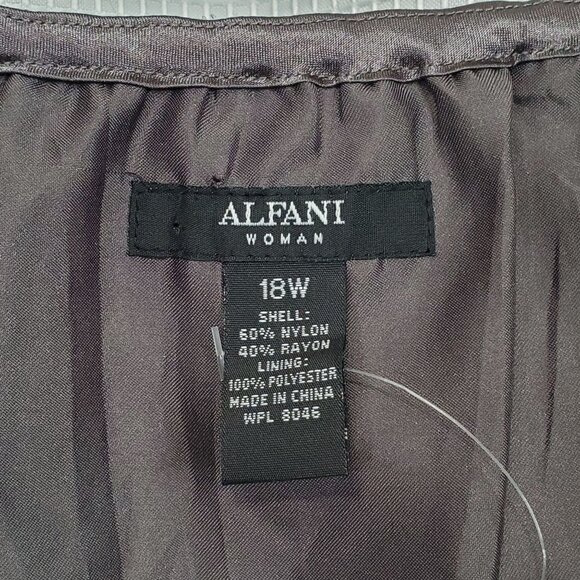 ALFANI
WOMAN
18W
SHELL:
60% NYLON
40% RAYON
LINING:
100% POLYESTER
MADE IN CHINA
WPL 8046